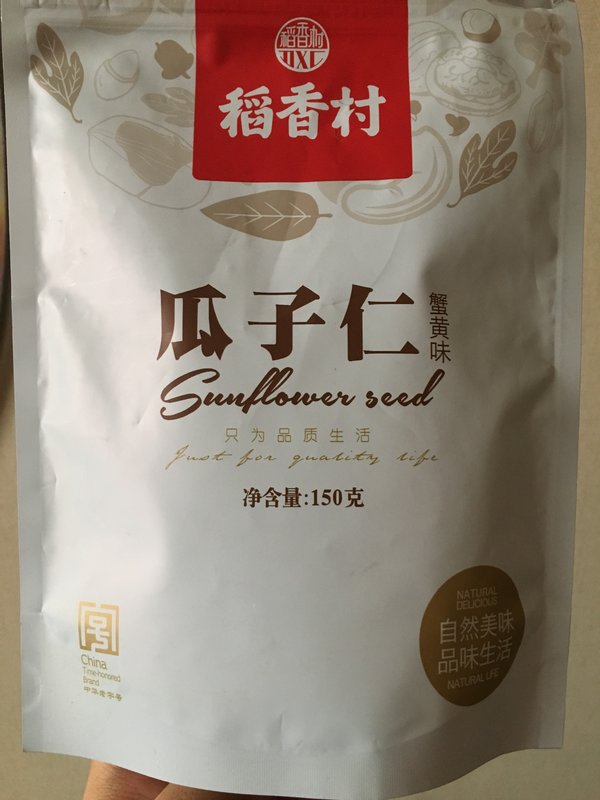 稻香村
DXC
稻香村
瓜子仁
蟹黄味
Sunflower seed
只为品质生活
Just for quality life
净含量:150克
China
Time-honored
Brand
中华老字号
NATURAL
DELICIOUS
自然美味
品味生活
NATURAL LIFE